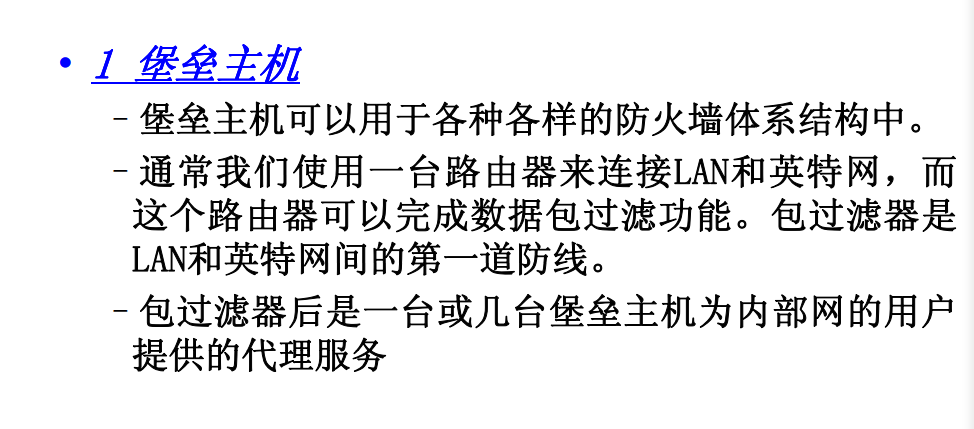 • 1 堡垒主机
– 堡垒主机可以用于各种各样的防火墙体系结构中。
– 通常我们使用一台路由器来连接LAN和英特网，而
这个路由器可以完成数据包过滤功能。包过滤器是
LAN和英特网间的第一道防线。
– 包过滤器后是一台或几台堡垒主机为内部网的用户
提供的代理服务